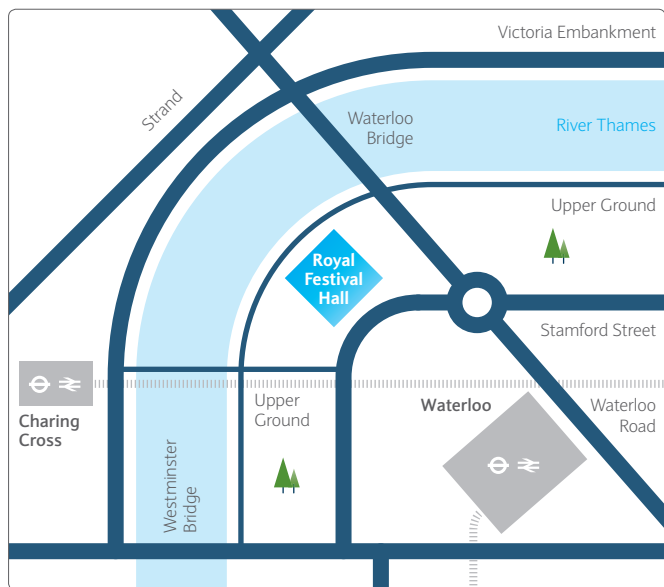 Victoria Embankment
Strand
Waterloo
Bridge
River Thames
Upper Ground
Royal
Festival
Hall
Stamford Street
Charing
Cross
Upper
Ground
Waterloo
Waterloo
Road
Westminster
Bridge